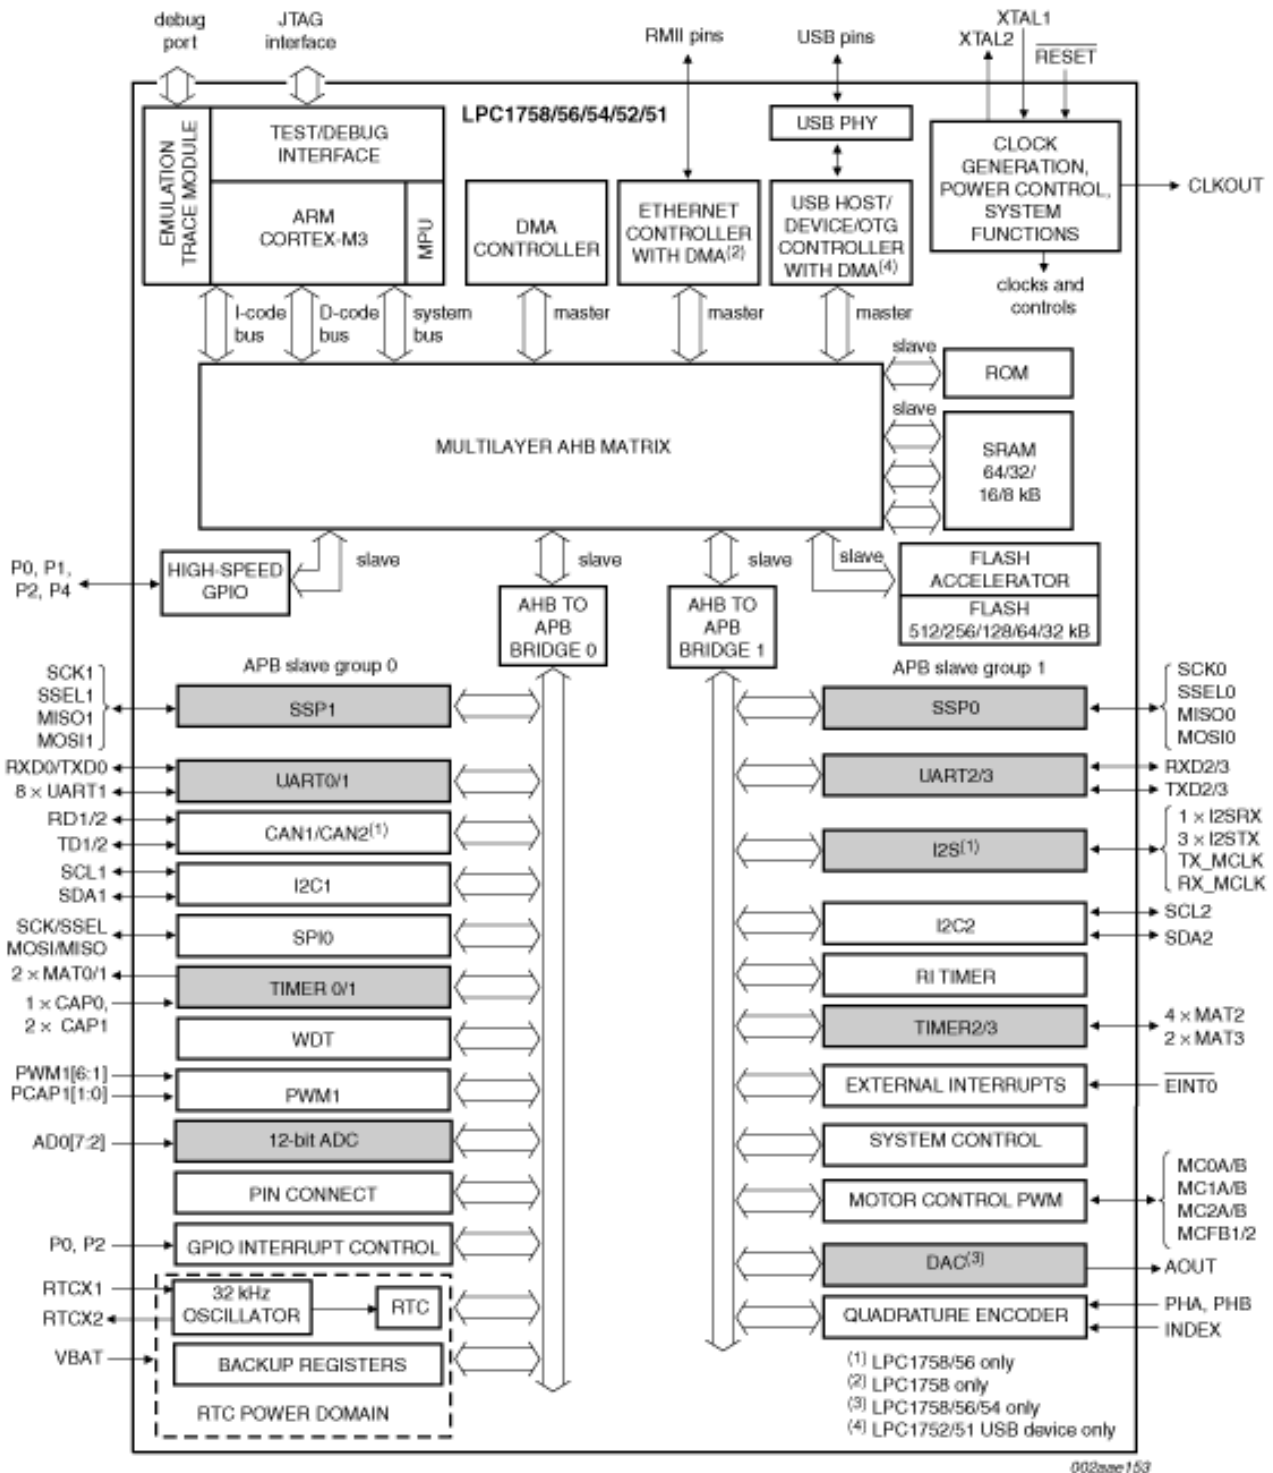 debug
port
JTAG
interface
RMII pins
USB pins
XTAL1
XTAL2
RESET
LPC1758/56/54/52/51
EMULATION
TRACE MODULE
TEST/DEBUG
INTERFACE
ARM
CORTEX-M3
MPU
DMA
CONTROLLER
ETHERNET
CONTROLLER
WITH DMA(2)
USB PHY
USB HOST/
DEVICE/OTG
CONTROLLER
WITH DMA(4)
CLOCK
GENERATION,
POWER CONTROL,
SYSTEM
FUNCTIONS
CLKOUT
clocks and
controls
I-code
bus
D-code
bus
system
bus
master
master
master
slave
ROM
slave
SRAM
64/32/
16/8 kB
MULTILAYER AHB MATRIX
P0, P1,
P2, P4
HIGH-SPEED
GPIO
slave
slave
slave
slave
FLASH
ACCELERATOR
FLASH
512/256/128/64/32 kB
AHB TO
APB
BRIDGE 0
AHB TO
APB
BRIDGE 1
APB slave group 0
SCK1
SSEL1
MISO1
MOSI1
SSP1
RXD0/TXD0
8 × UART1
UART0/1
RD1/2
TD1/2
CAN1/CAN2(1)
SCL1
SDA1
I2C1
SCK/SSEL
MOSI/MISO
SPI0
2 × MAT0/1
1 × CAP0,
2 × CAP1
TIMER 0/1
WDT
PWM1[6:1]
PCAP1[1:0]
PWM1
AD0[7:2]
12-bit ADC
PIN CONNECT
P0, P2
GPIO INTERRUPT CONTROL
RTCX1
RTCX2
32 kHz
OSCILLATOR
RTC
VBAT
BACKUP REGISTERS
RTC POWER DOMAIN
APB slave group 1
SSP0
SCK0
SSEL0
MISO0
MOSI0
UART2/3
RXD2/3
TXD2/3
I2S(1)
1 × I2SRX
3 × I2STX
TX_MCLK
RX_MCLK
I2C2
SCL2
SDA2
RI TIMER
TIMER2/3
4 × MAT2
2 × MAT3
EXTERNAL INTERRUPTS
EINT0
SYSTEM CONTROL
MOTOR CONTROL PWM
MC0A/B
MC1A/B
MC2A/B
MCFB1/2
DAC(3)
AOUT
QUADRATURE ENCODER
PHA, PHB
INDEX
(1) LPC1758/56 only
(2) LPC1758 only
(3) LPC1758/56/54 only
(4) LPC1752/51 USB device only
002aae153